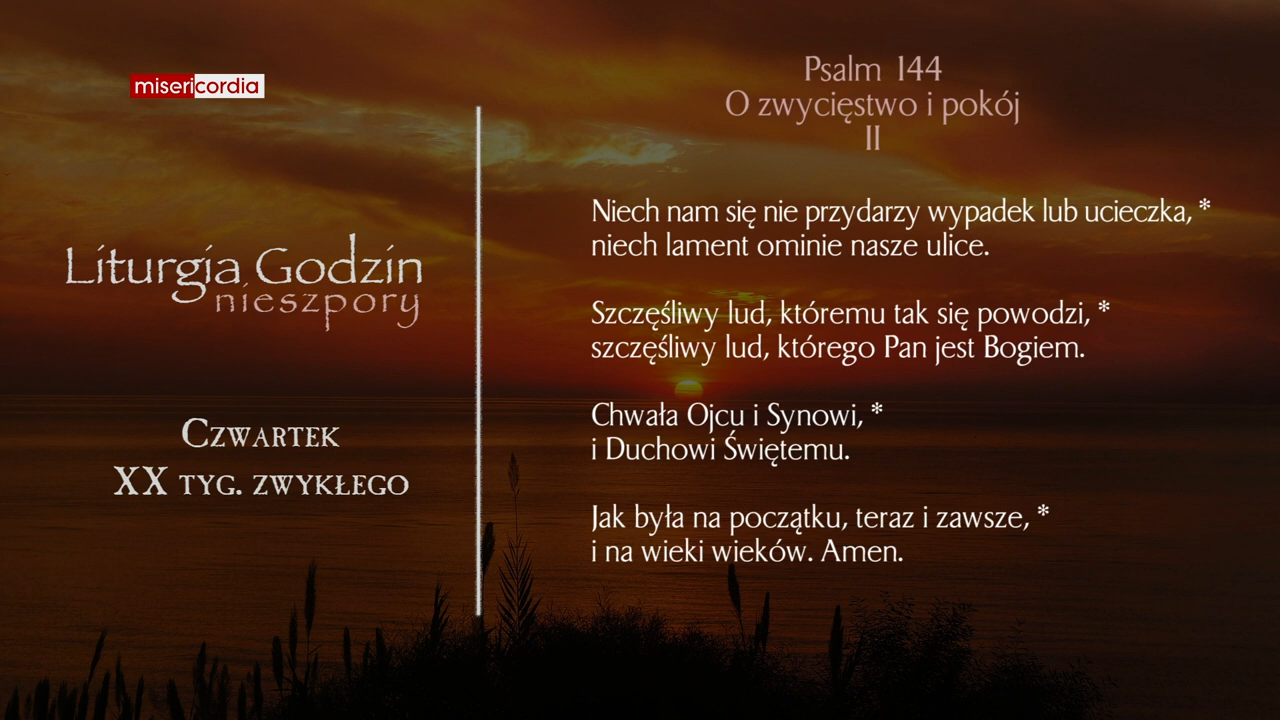 misericordia
Liturgia Godzin
nieszpory
Czwartek
XX tyg. zwykłego
Psalm 144
O zwycięstwo i pokój
II
Niech nam się nie przydarzy wypadek lub ucieczka, *
niech lament ominie nasze ulice.
Szczęśliwy lud, któremu tak się powodzi, *
szczęśliwy lud, którego Pan jest Bogiem.
Chwała Ojcu i Synowi, *
i Duchowi Świętemu.
Jak była na początku, teraz i zawsze, *
i na wieki wieków. Amen.